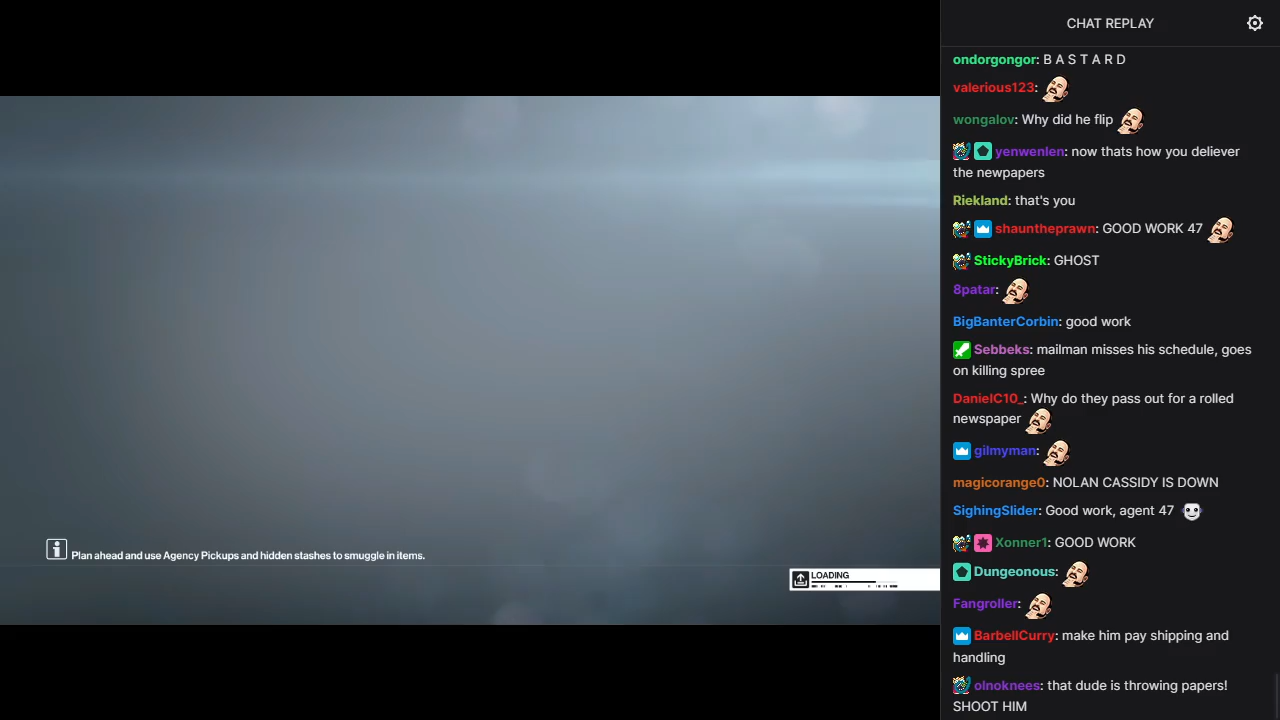 CHAT REPLAY
ondorgongor: B A S T A R D
valerious123:
wongalov: Why did he flip
yenwenlen: now thats how you deliever
the newpapers
Riekland: that's you
shauntheprawn: GOOD WORK 47
StickyBrick: GHOST
8patar:
BigBanterCorbin: good work
Sebbeks: mailman misses his schedule, goes
on killing spree
DanielC10_: Why do they pass out for a rolled
newspaper
gilmyman:
magicorange0: NOLAN CASSIDY IS DOWN
SighingSlider: Good work, agent 47
Xonner1: GOOD WORK
Dungeonous:
Fangroller:
BarbellCurry: make him pay shipping and
handling
olnoknees: that dude is throwing papers!
SHOOT HIM
Plan ahead and use Agency Pickups and hidden stashes to smuggle in items.
LOADING